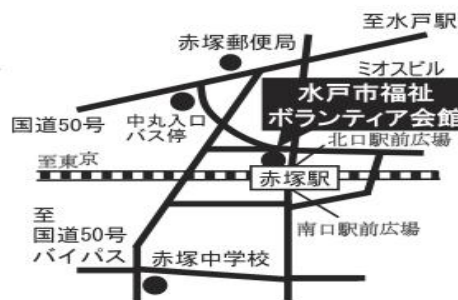 至水戸駅
赤塚郵便局
ミオスビル
水戸市福祉
ボランティア会館
国道50号
中丸入口
バス停
北口駅前広場
至東京
赤塚駅
至
国道50号
バイパス
南口駅前広場
赤塚中学校